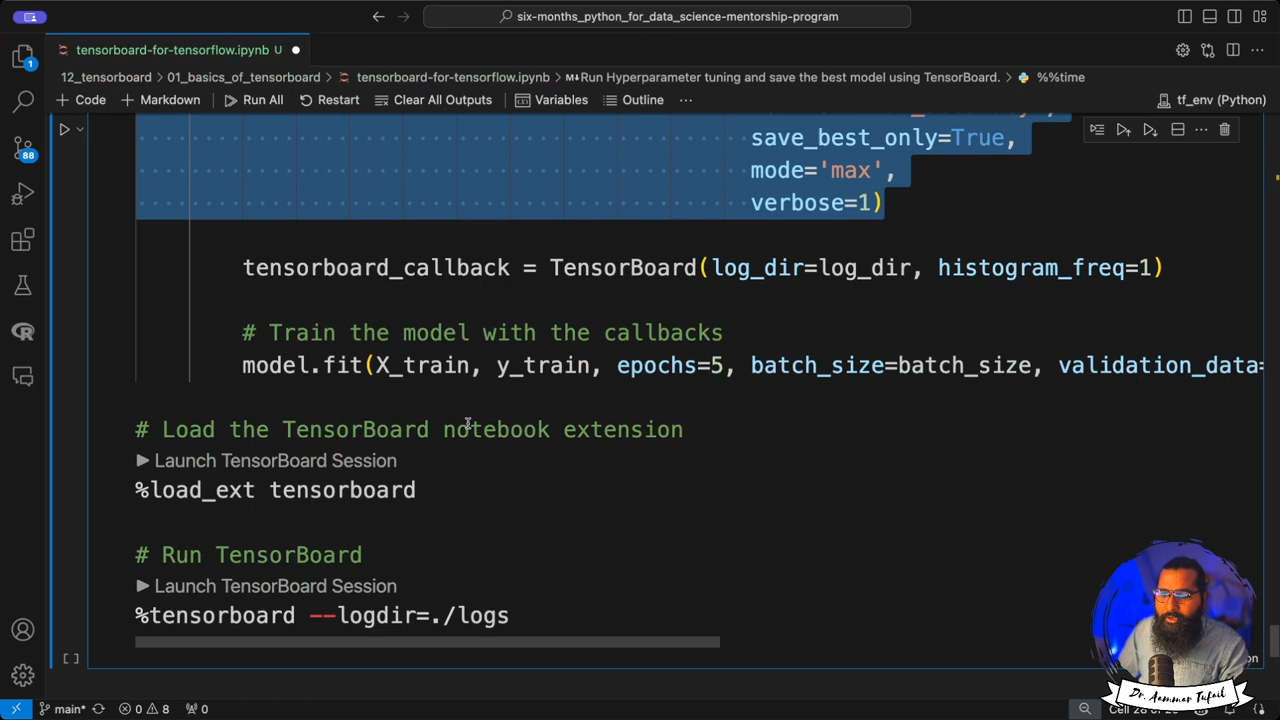 six-months_python_for_data_science-mentorship-program
tensorboard-for-tensorflow.ipynb U
12_tensorboard > 01_basics_of_tensorboard > tensorboard-for-tensorflow.ipynb > Run Hyperparameter tuning and save the best model using TensorBoard. > %%time
Code Markdown Run All Restart Clear All Outputs Variables Outline ... tf_env (Python)
save_best_only=True,
mode='max',
verbose=1)
tensorboard_callback = TensorBoard(log_dir=log_dir, histogram_freq=1)
# Train the model with the callbacks
model.fit(X_train, y_train, epochs=5, batch_size=batch_size, validation_data=
# Load the TensorBoard notebook extension
Launch TensorBoard Session
%load_ext tensorboard
# Run TensorBoard
Launch TensorBoard Session
%tensorboard --logdir=./logs
[ ]
1
88
Dr. Aammar Tufail
main* 0 8 0